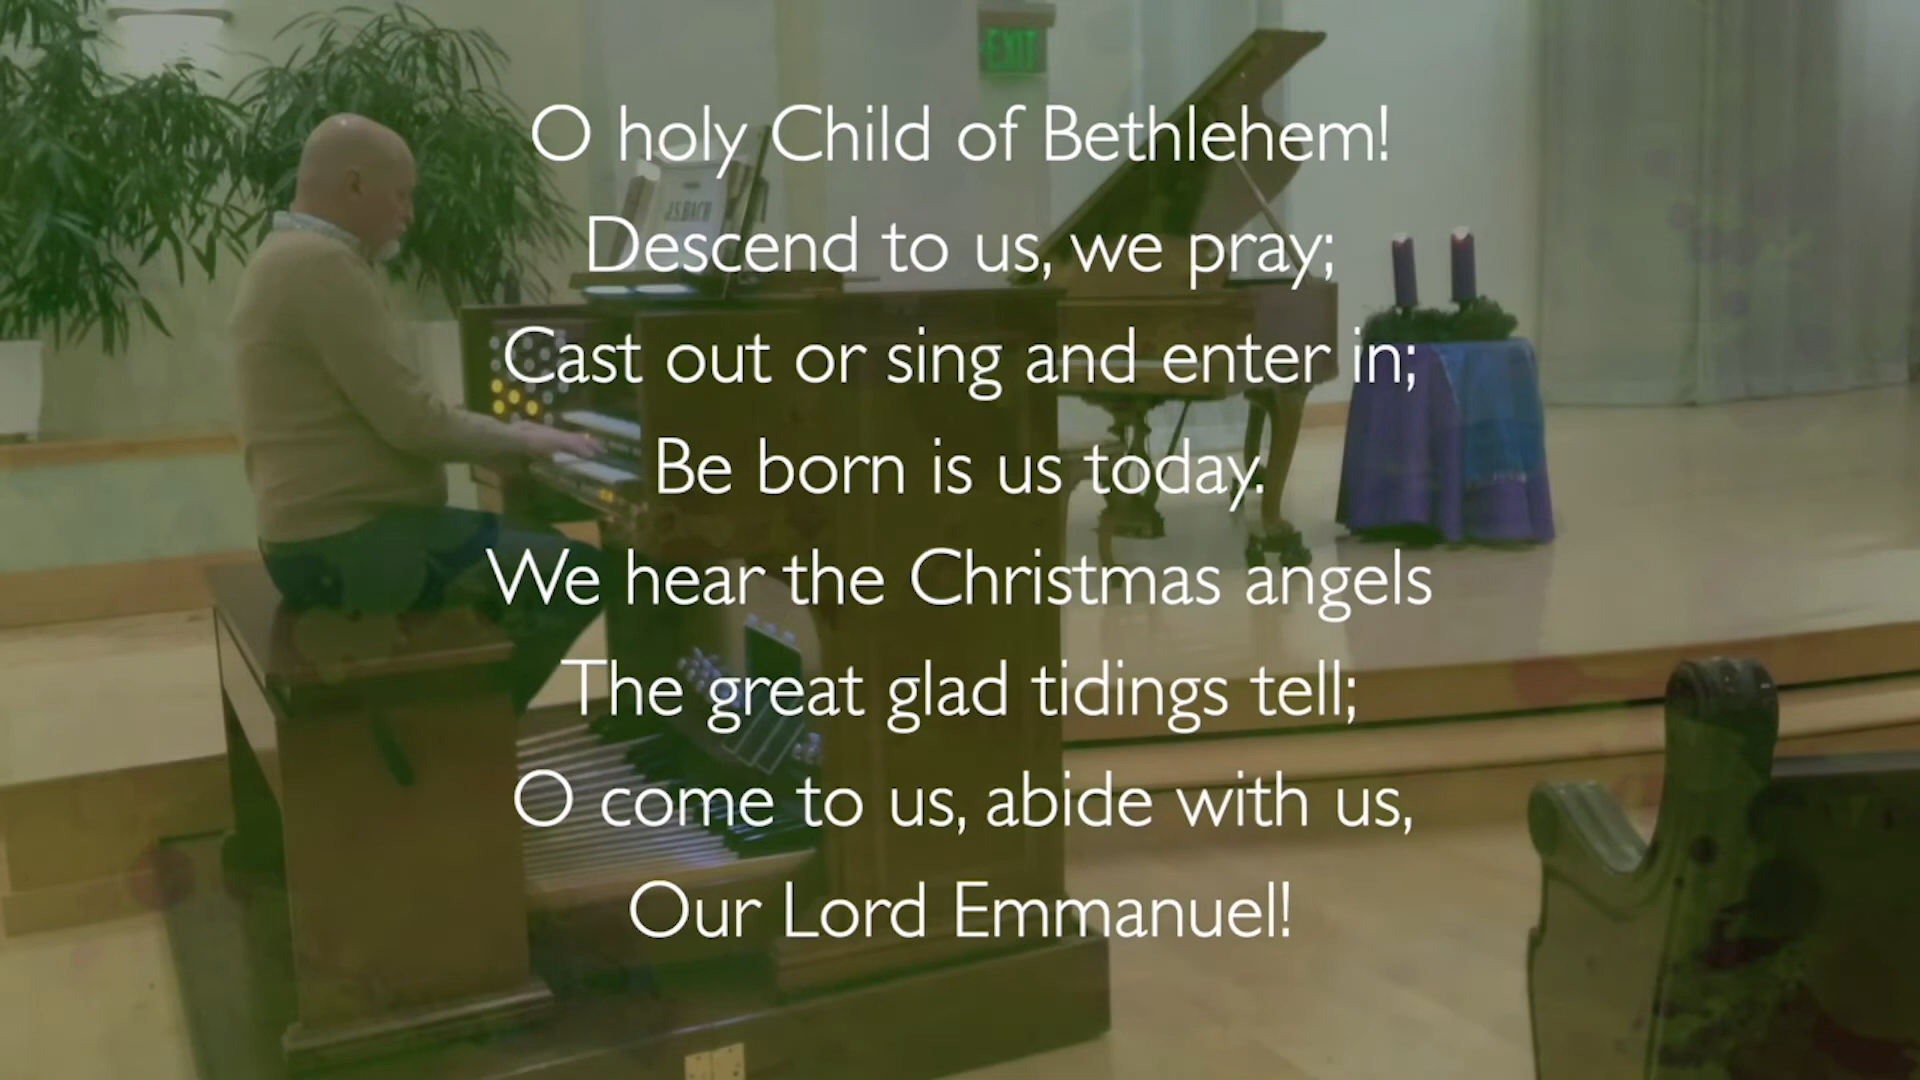 EXIT
O holy Child of Bethlehem!
J.S.BACH
Descend to us, we pray;
Cast out or sing and enter in;
Be born is us today.
We hear the Christmas angels
The great glad tidings tell;
O come to us, abide with us,
Our Lord Emmanuel!